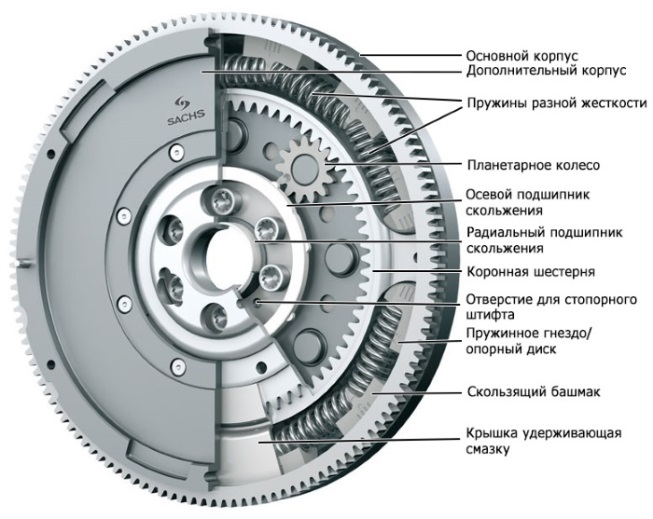 SACHS
Основной корпус
Дополнительный корпус
Пружины разной жесткости
Планетарное колесо
Осевой подшипник
скольжения
Радиальный подшипник
скольжения
Коронная шестерня
Отверстие для стопорного
штифта
Пружинное гнездо/
опорный диск
Скользящий башмак
Крышка удерживающая
смазку